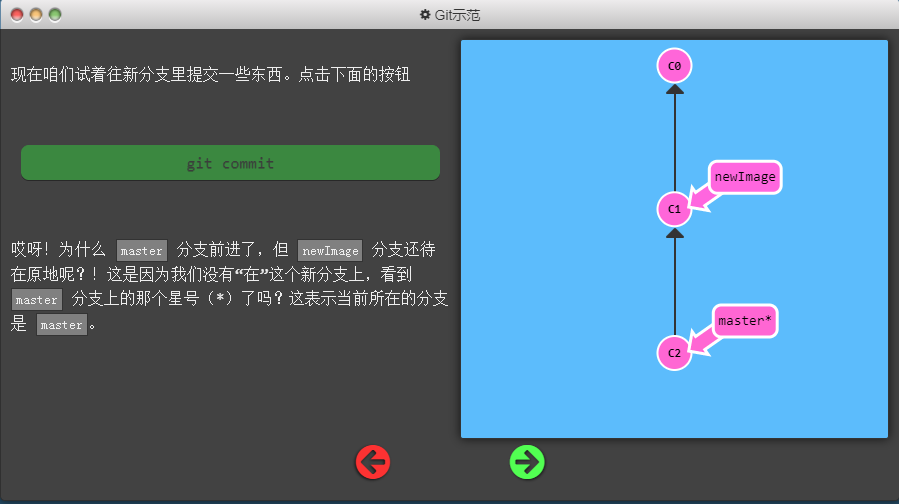 Git示范
现在咱们试着往新分支里提交一些东西。点击下面的按钮
git commit
哎呀！为什么 master 分支前进了，但 newImage 分支还待
在原地呢？！这是因为我们没有“在”这个新分支上，看到
master 分支上的那个星号（*）了吗？这表示当前所在的分支
是 master。
C0
newImage
C1
master*
C2